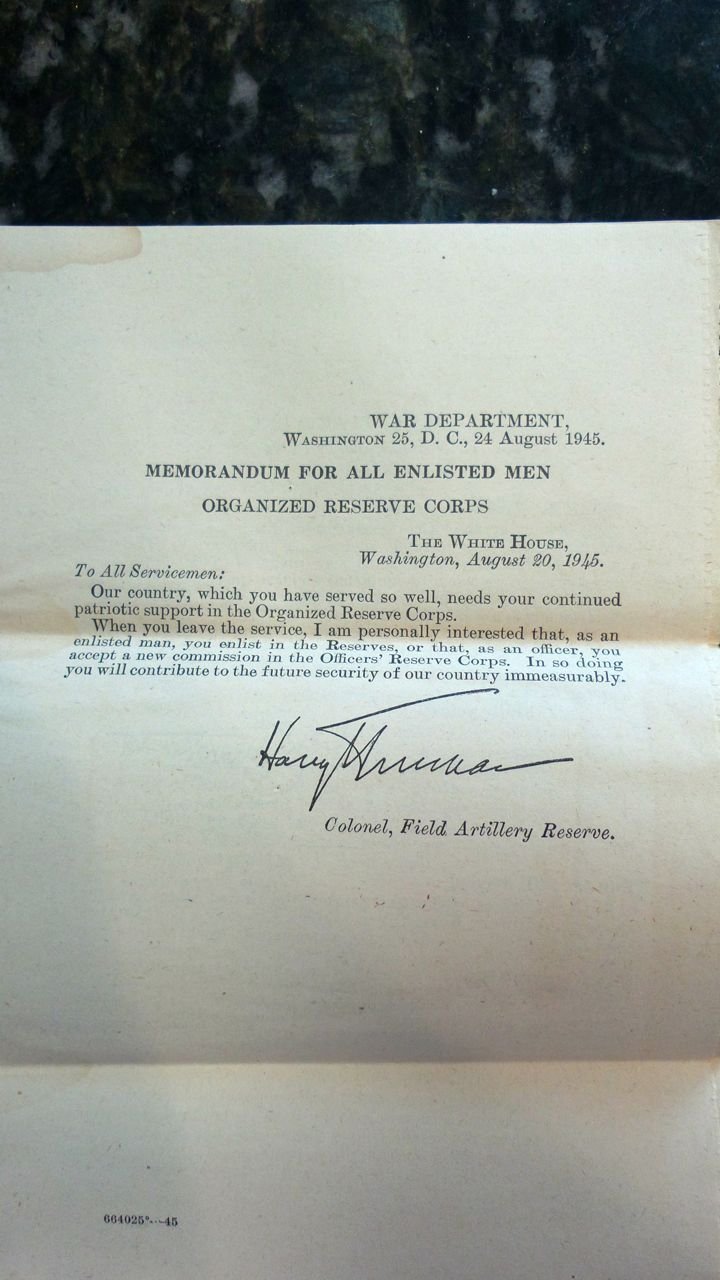 WAR DEPARTMENT,
WASHINGTON 25, D. C., 24 August 1945.
MEMORANDUM FOR ALL ENLISTED MEN
ORGANIZED RESERVE CORPS
THE WHITE HOUSE,
Washington, August 20, 1945.
To All Servicemen:
Our country, which you have served so well, needs your continued
patriotic support in the Organized Reserve Corps.
When you leave the service, I am personally interested that, as an
enlisted man, you enlist in the Reserves, or that, as an officer, you
accept a new commission in the Officers' Reserve Corps. In so doing
you will contribute to the future security of our country immeasurably.
Harry Truman
Colonel, Field Artillery Reserve.
664025°—45